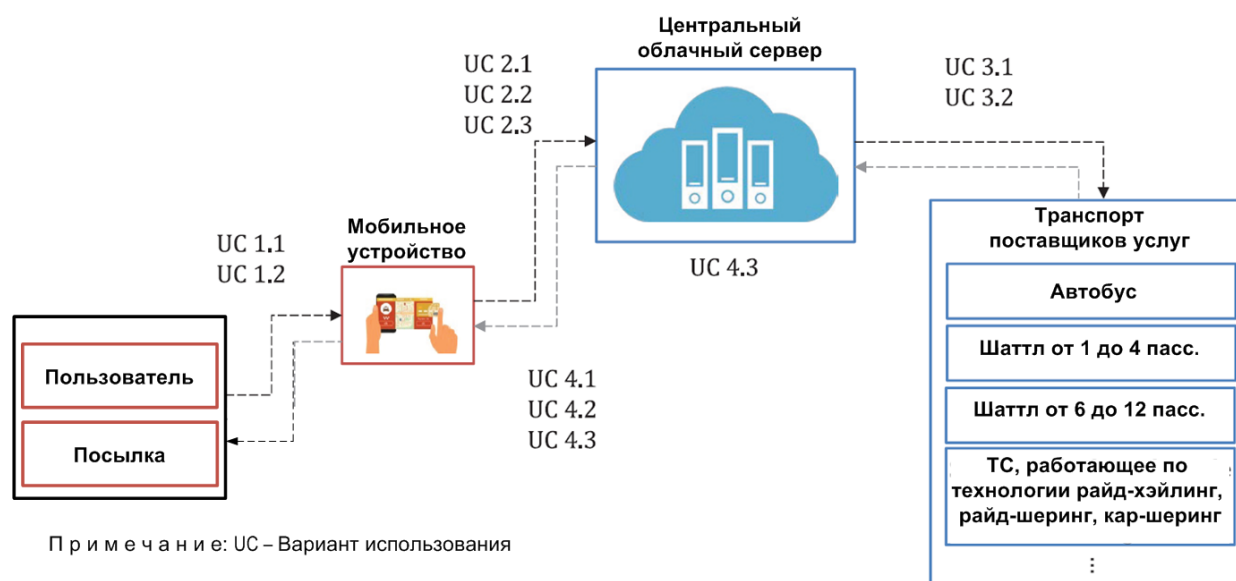 Центральный
облачный сервер
UC 2.1
UC 2.2
UC 2.3
UC 3.1
UC 3.2
Мобильное
устройство
UC 1.1
UC 1.2
UC 4.3
Транспорт
поставщиков услуг
Автобус
Шаттл от 1 до 4 пасс.
Шаттл от 6 до 12 пасс.
ТС, работающее по
технологии райд-хэйлинг,
райд-шеринг, кар-шеринг
⋮
Пользователь
Посылка
UC 4.1
UC 4.2
UC 4.3
П р и м е ч а н и е: UC – Вариант использования